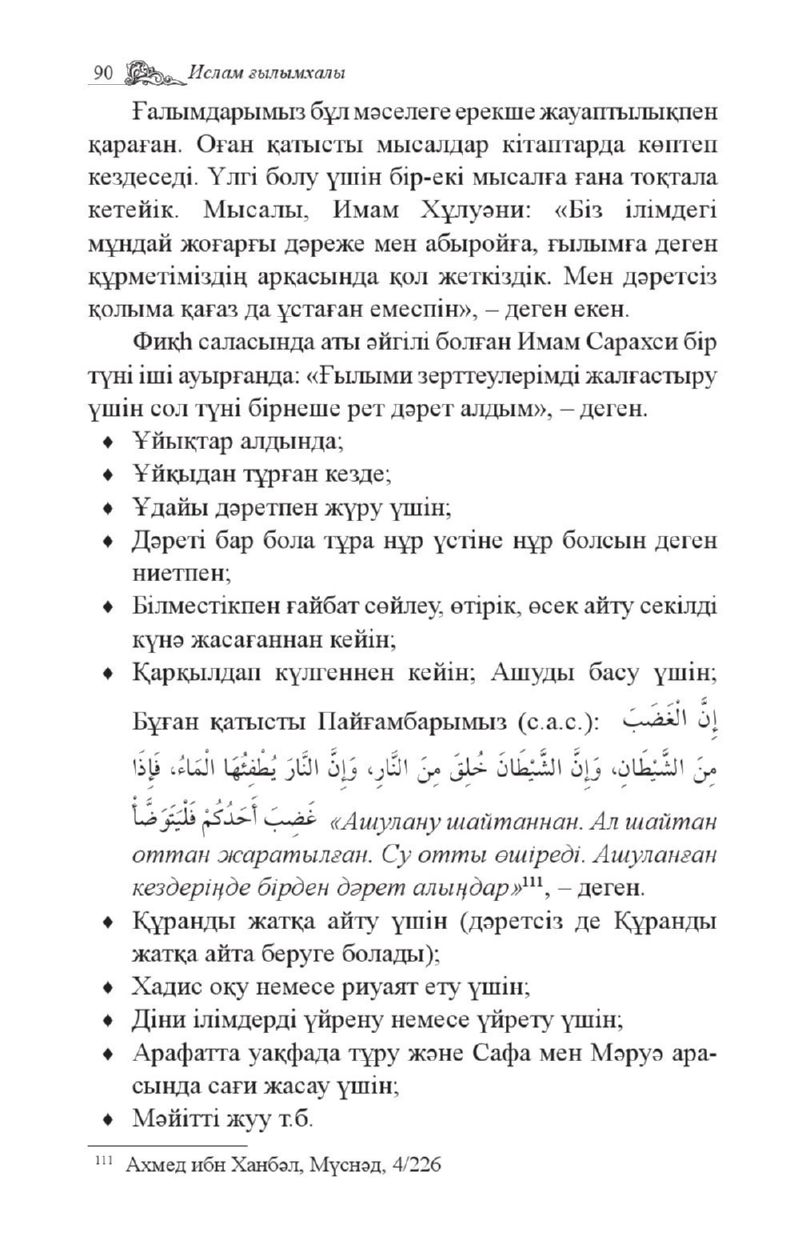 90 Ислам ғылымхалы
Ғалымдарымыз бұл мәселеге ерекше жауаптылықпен
қараған. Оған қатысты мысалдар кітаптарда көптеп
кездеседі. Үлгі болу үшін бір-екі мысалға ғана тоқтала
кетейік. Мысалы, Имам Хұлуәни: «Біз ілімдегі
мұндай жоғарғы дәреже мен абыройға, ғылымға деген
құрметіміздің арқасында қол жеткіздік. Мен дәретсіз
қолыма қағаз да ұстаған емеспін», – деген екен.
Фиқһ саласында аты әйгілі болған Имам Сарахси бір
түні іші ауырғанда: «Ғылыми зерттеулерімді жалғастыру
үшін сол түні бірнеше рет дәрет алдым», – деген.
♦ Ұйықтар алдында;
♦ Ұйқыдан тұрған кезде;
♦ Ұдайы дәретпен жүру үшін;
♦ Дәреті бар бола тұра нұр үстіне нұр болсын деген
ниетпен;
♦ Білместікпен ғайбат сөйлеу, өтірік, өсек айту секілді
күнә жасағаннан кейін;
♦ Қарқылдап күлгеннен кейін; Ашуды басу үшін;
Бұған қатысты Пайғамбарымыз (с.а.с.): إِنَّ الْغَضَبَ
مِنَ الشَّيْطَانِ، وَإِنَّ الشَّيْطَانَ خُلِقَ مِنَ النَّارِ، وَإِنَّ النَّارَ يُطْفِئُهَا الْمَاءُ، فَإِذَا
غَضِبَ أَحَدُكُمْ فَلْيَتَوَضَّأْ «Ашулану шайтаннан. Ал шайтан
оттан жаратылған. Су отты өшіреді. Ашуланған
кездеріңде бірден дәрет алыңдар»¹¹¹, – деген.
♦ Құранды жатқа айту үшін (дәретсіз де Құранды
жатқа айта беруге болады);
♦ Хадис оқу немесе риуаят ету үшін;
♦ Діни ілімдерді үйрену немесе үйрету үшін;
♦ Арафатта уақфада тұру және Сафа мен Мәруә ара-
сында сағи жасау үшін;
♦ Мәйітті жуу т.б.
¹¹¹ Ахмед ибн Ханбәл, Мүснәд, 4/226